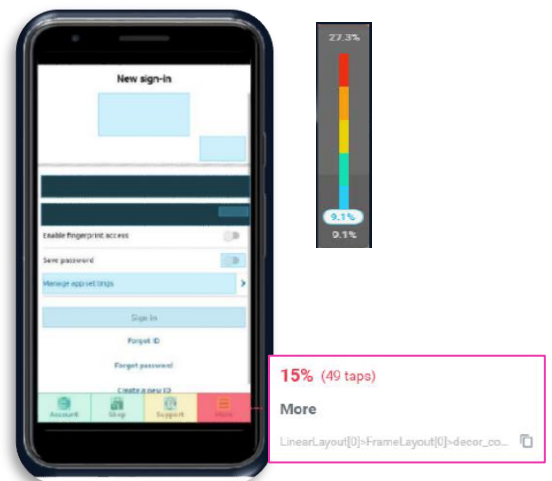 New sign-in
Enable fingerprint access
Save password
Manage app settings
Sign In
Forgot ID
Forgot password
Create a new ID
Account
Shop
Support
More
27.3%
9.1%
9.1%
15% (49 taps)
More
LinearLayout[0]>FrameLayout[0]>decor_co...